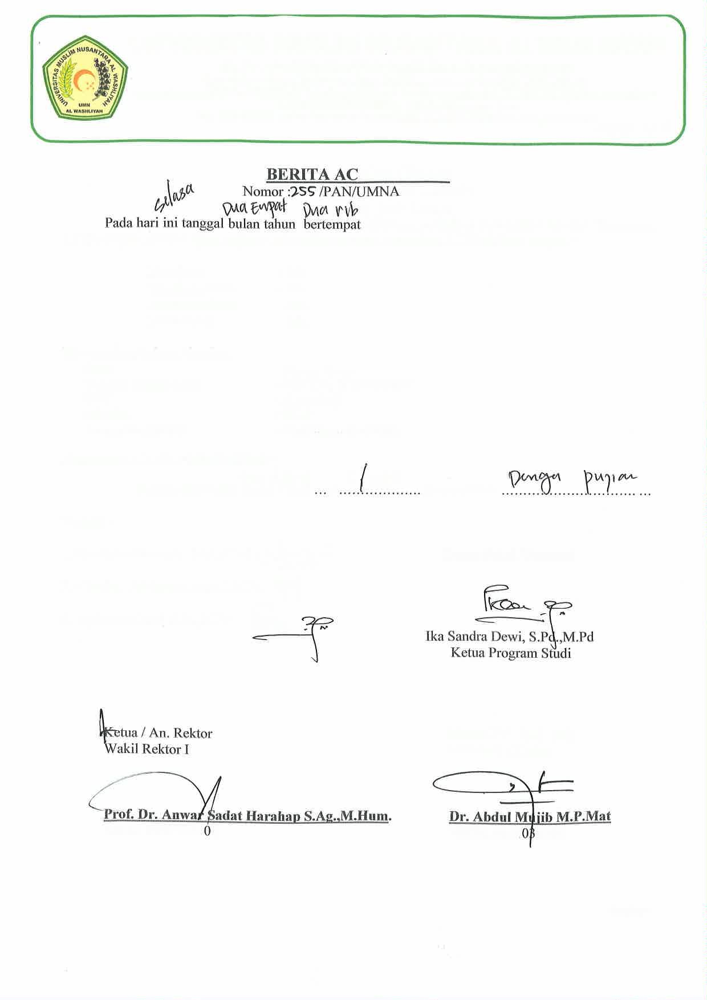 UNIVERSITAS MUSLIM NUSANTARA AL WASHLIYAH
UMN
AL WASHLIYAH
BERITA AC
Nomor :255 /PAN/UMNA
Selasa
Dua Empat Dua rib
Pada hari ini tanggal bulan tahun bertempat
... ..................
Dengan pujian
.................................. ...
Ika Sandra Dewi, S.Pd.,M.Pd
Ketua Program Studi
Ketua / An. Rektor
Wakil Rektor I
Prof. Dr. Anwar Sadat Harahap S.Ag.,M.Hum.
0
Dr. Abdul Mujib M.P.Mat
03